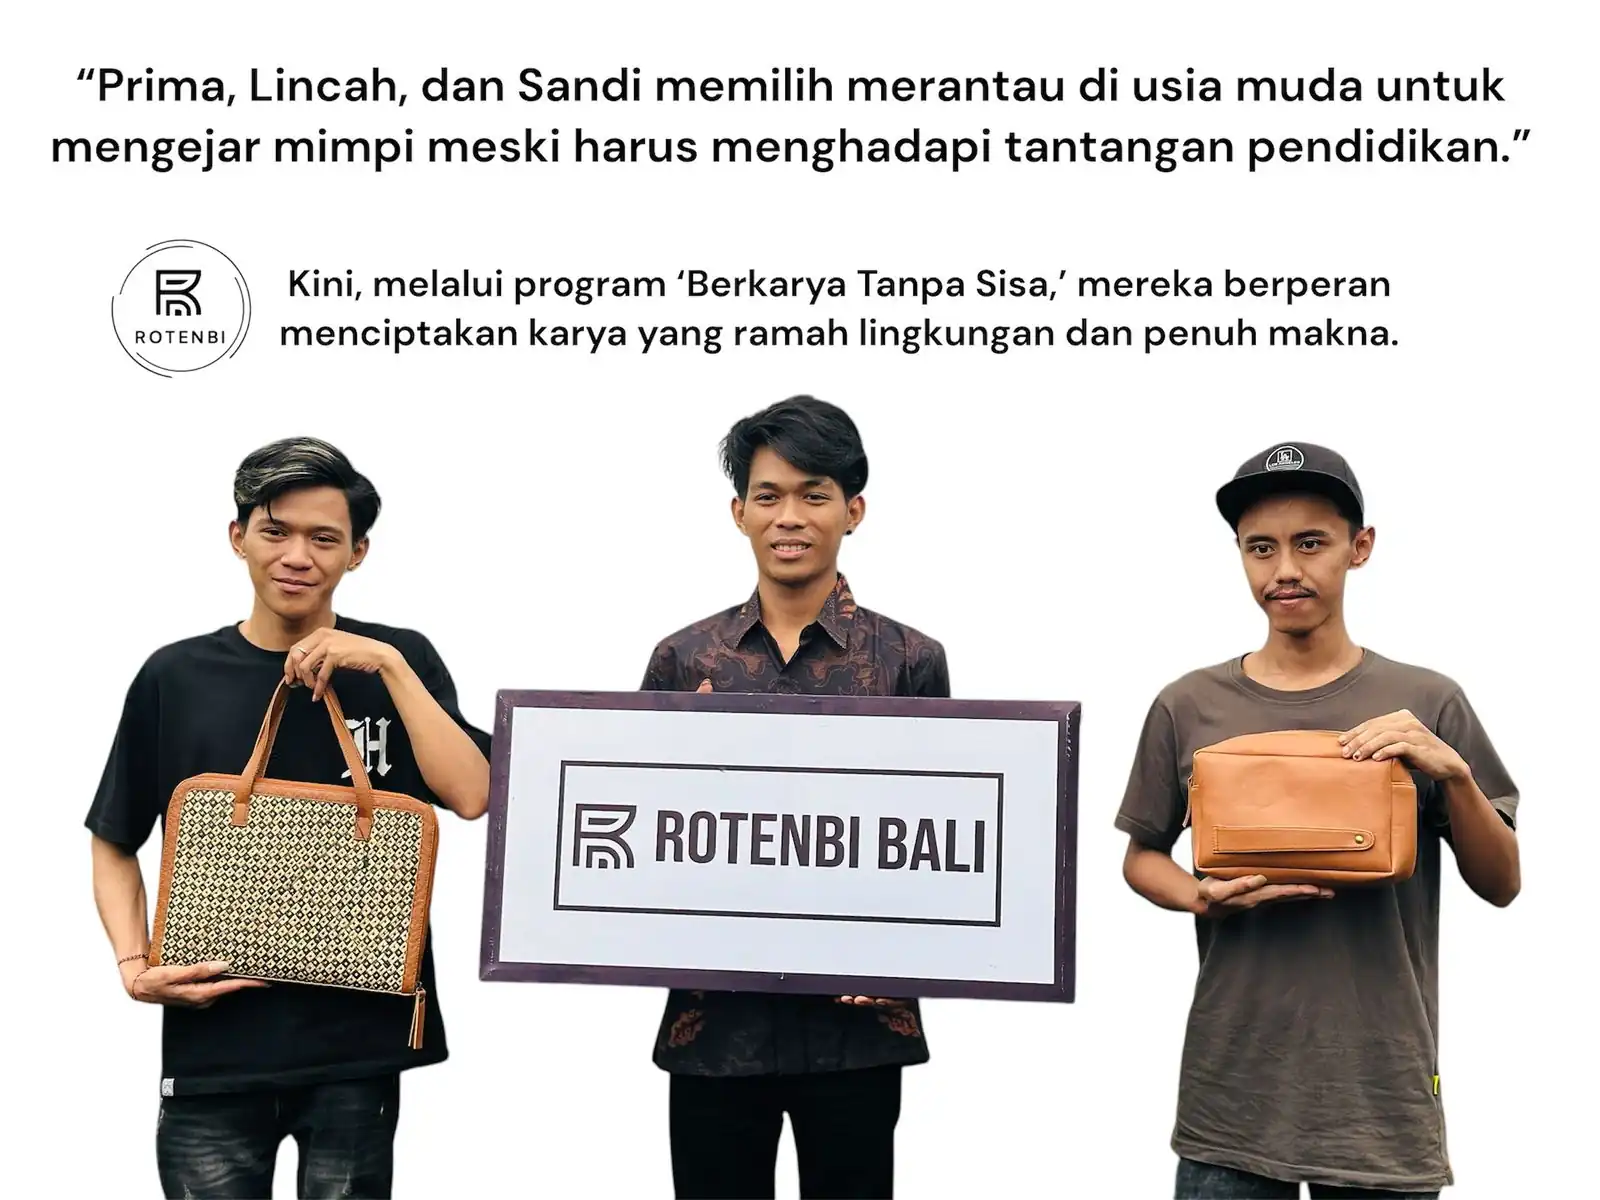 “Prima, Lincah, dan Sandi memilih merantau di usia muda untuk
mengejar mimpi meski harus menghadapi tantangan pendidikan.”
ROTENBI
Kini, melalui program ‘Berkarya Tanpa Sisa,’ mereka berperan
menciptakan karya yang ramah lingkungan dan penuh makna.
H
ROTENBI BALI